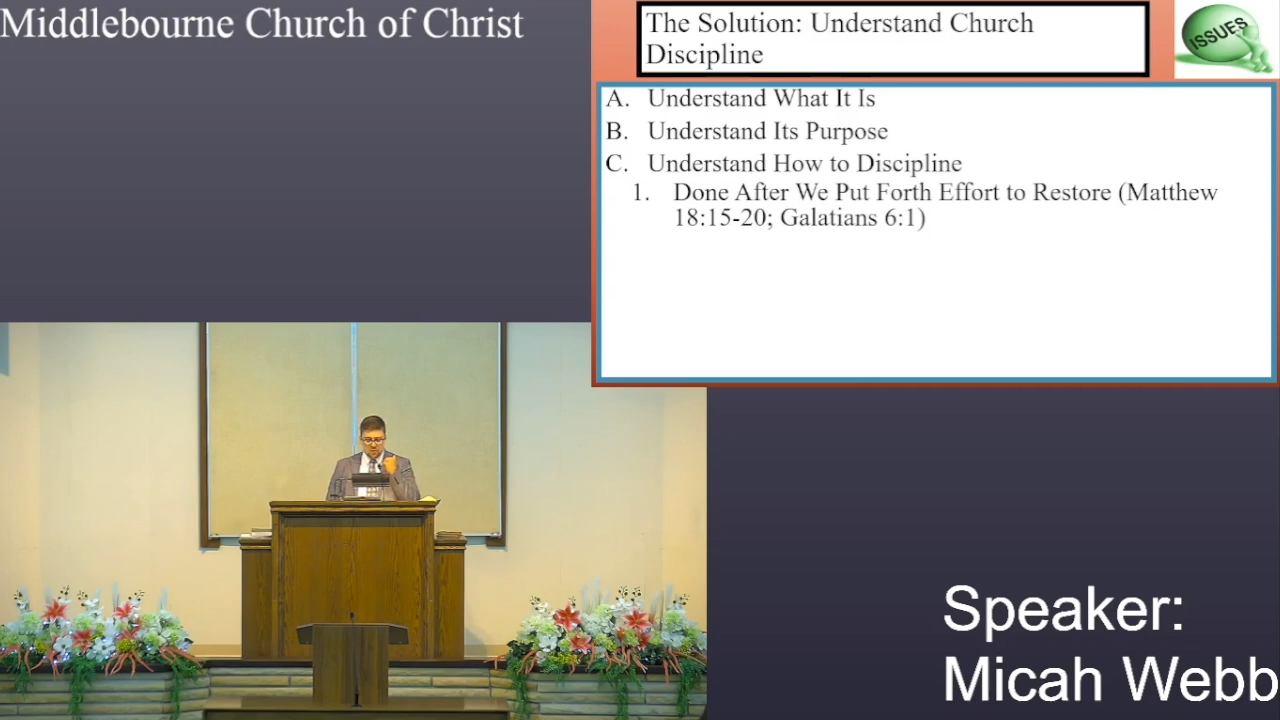 Middlebourne Church of Christ
The Solution: Understand Church
Discipline
ISSUES
A. Understand What It Is
B. Understand Its Purpose
C. Understand How to Discipline
1. Done After We Put Forth Effort to Restore (Matthew
18:15-20; Galatians 6:1)
Speaker:
Micah Webb